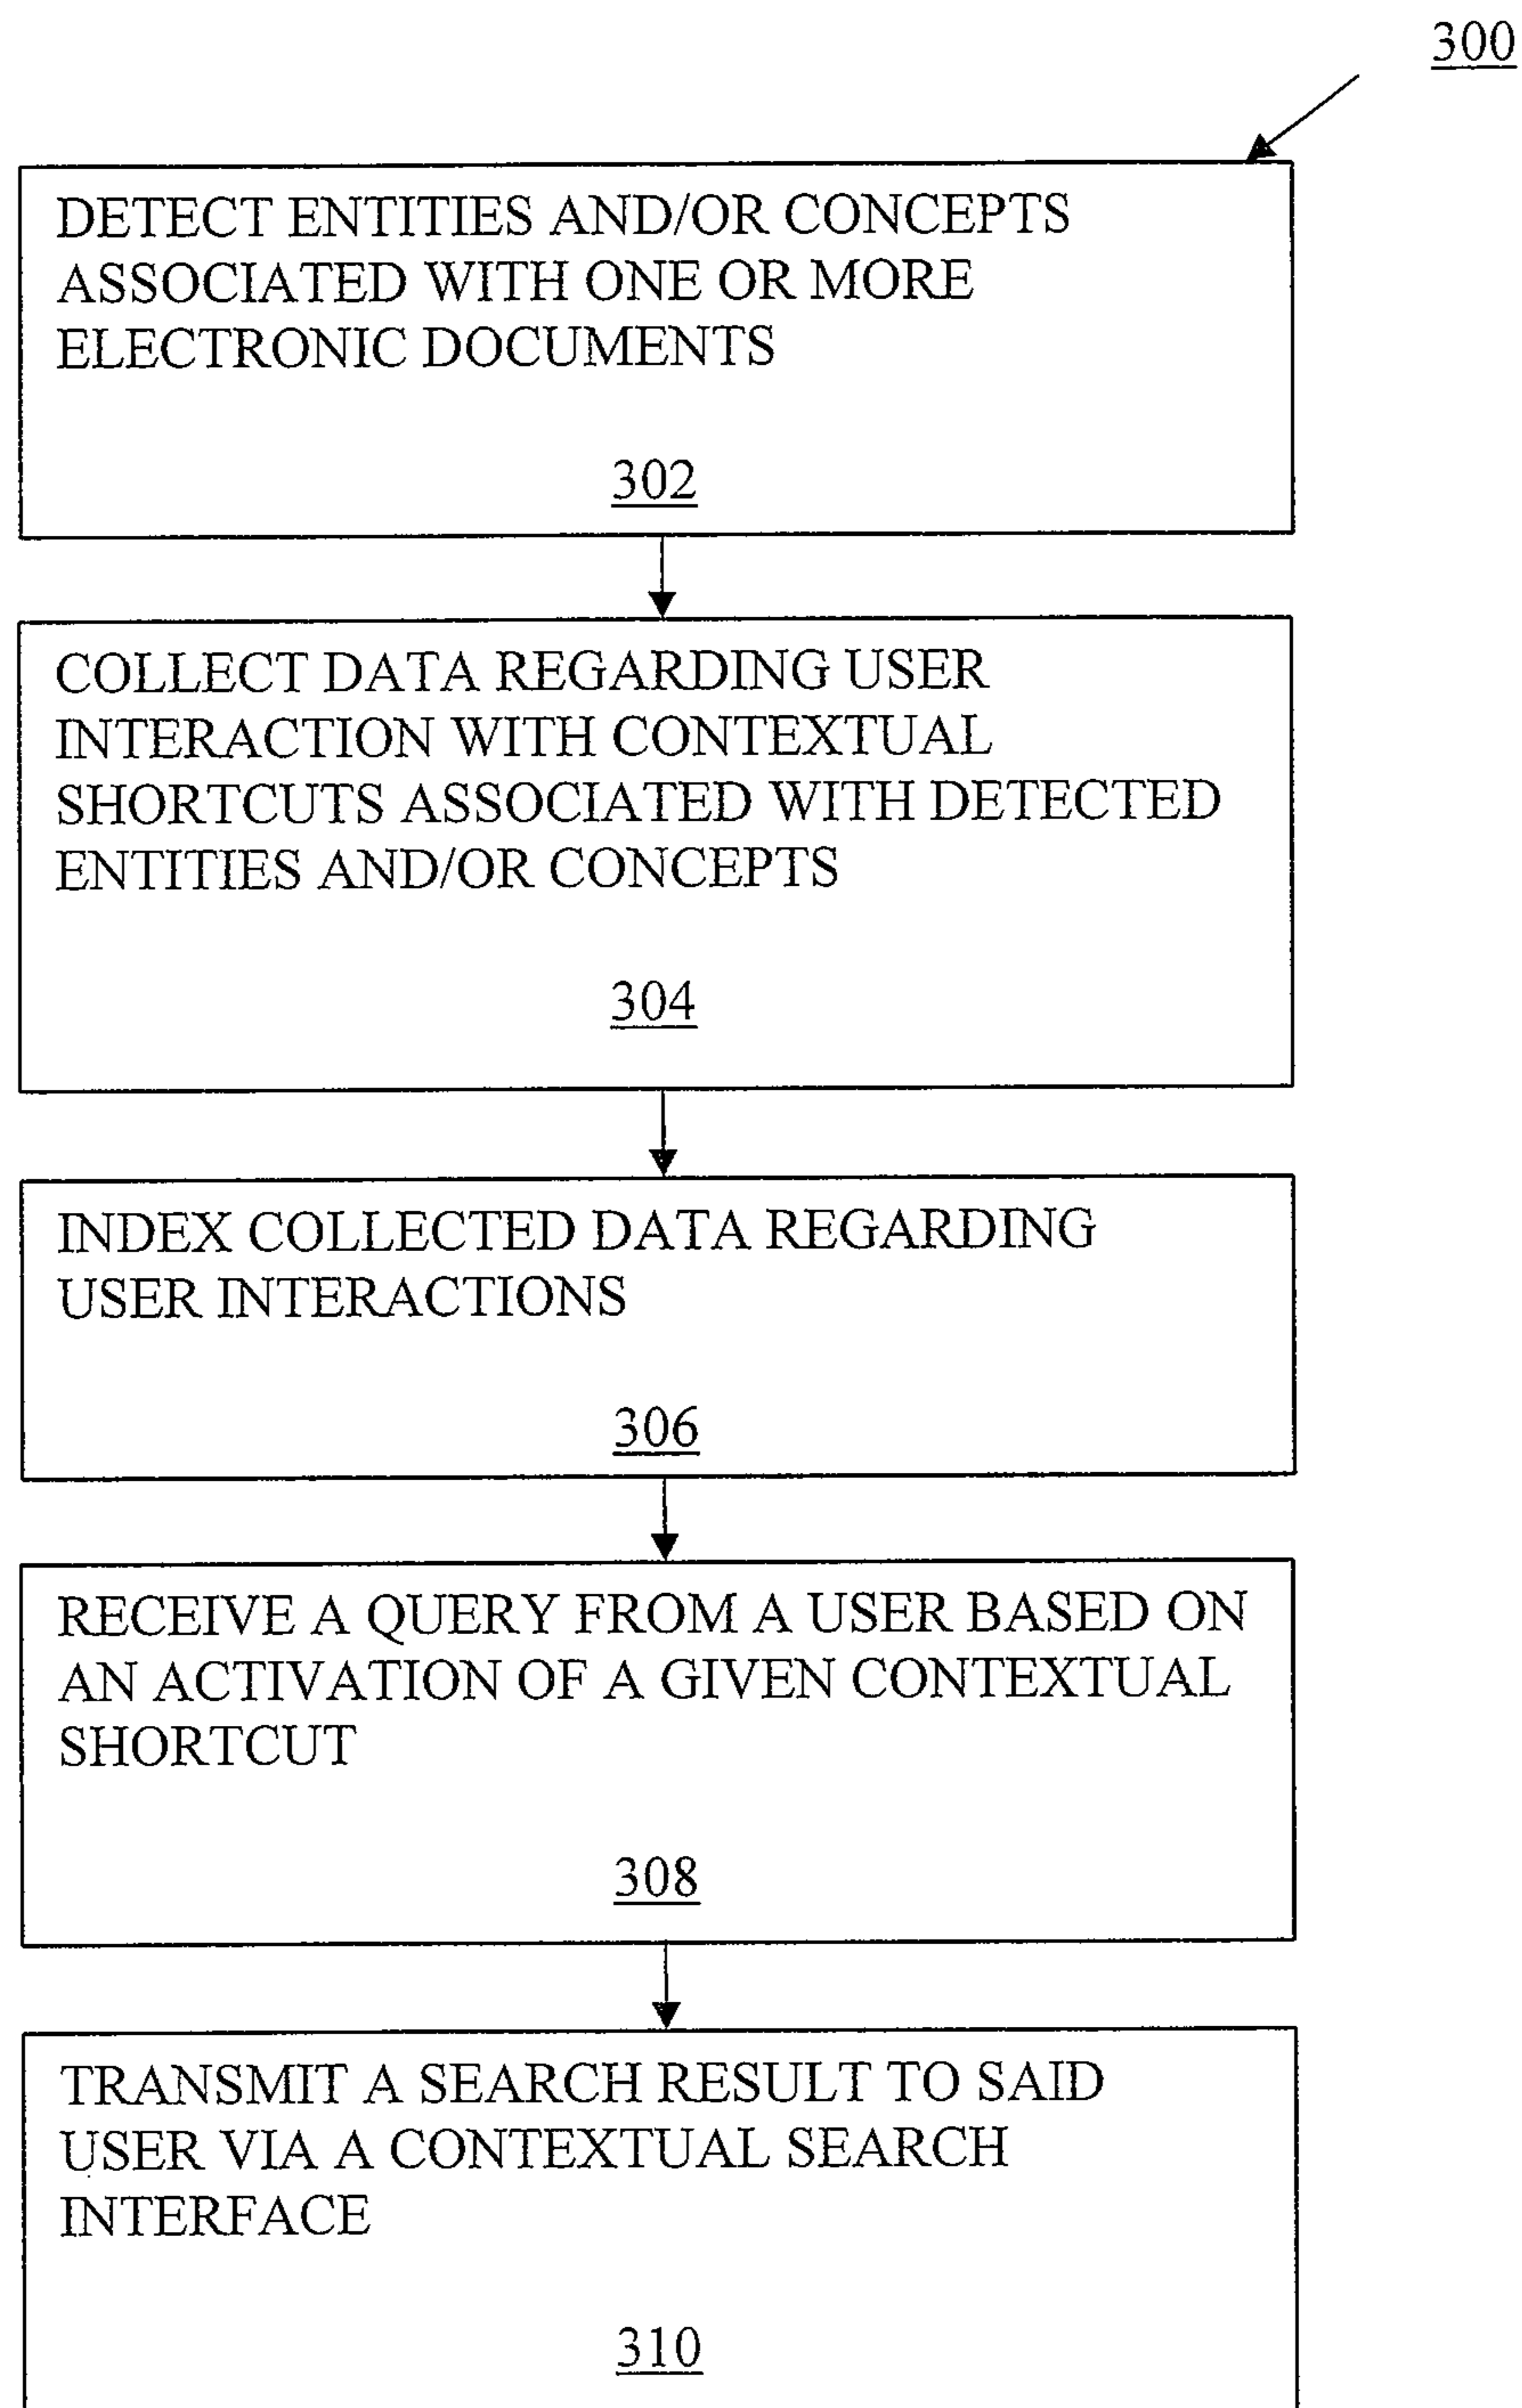 300
DETECT ENTITIES AND/OR CONCEPTS
ASSOCIATED WITH ONE OR MORE
ELECTRONIC DOCUMENTS
302
COLLECT DATA REGARDING USER
INTERACTION WITH CONTEXTUAL
SHORTCUTS ASSOCIATED WITH DETECTED
ENTITIES AND/OR CONCEPTS
304
INDEX COLLECTED DATA REGARDING
USER INTERACTIONS
306
RECEIVE A QUERY FROM A USER BASED ON
AN ACTIVATION OF A GIVEN CONTEXTUAL
SHORTCUT
308
TRANSMIT A SEARCH RESULT TO SAID
USER VIA A CONTEXTUAL SEARCH
INTERFACE
310